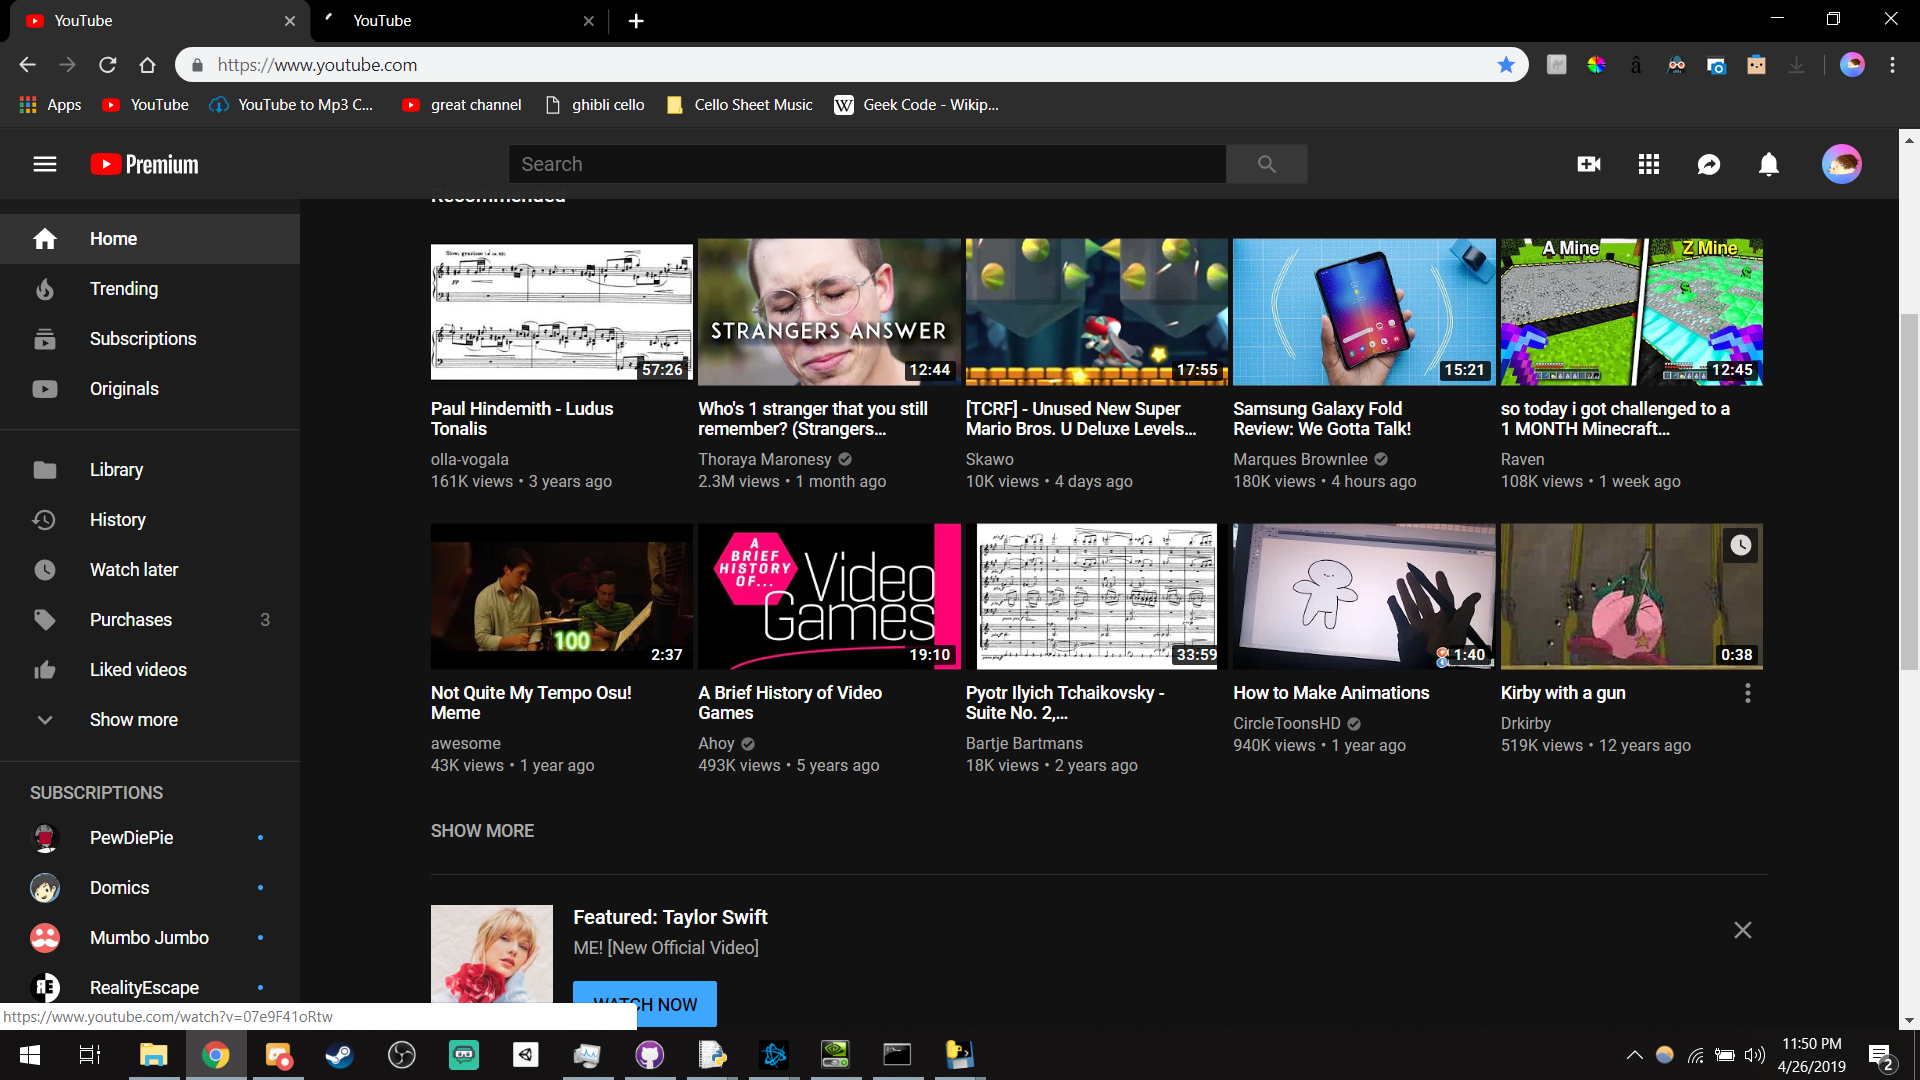 YouTube
YouTube
https://www.youtube.com
Apps
YouTube
YouTube to Mp3 C...
great channel
ghibli cello
Cello Sheet Music
W
Geek Code - Wikip...
Premium
Search
Recommended
Home
Trending
Subscriptions
Originals
Library
History
Watch later
Purchases 3
Liked videos
Show more
SUBSCRIPTIONS
PewDiePie
Domics
Mumbo Jumbo
RE
RealityEscape
pp
57:26
Paul Hindemith - Ludus
Tonalis
olla-vogala
161K views • 3 years ago
STRANGERS ANSWER
12:44
Who's 1 stranger that you still
remember? (Strangers...
Thoraya Maronesy
2.3M views • 1 month ago
17:55
[TCRF] - Unused New Super
Mario Bros. U Deluxe Levels...
Skawo
10K views • 4 days ago
15:21
Samsung Galaxy Fold
Review: We Gotta Talk!
Marques Brownlee
180K views • 4 hours ago
A Mine
Z Mine
12:45
so today i got challenged to a
1 MONTH Minecraft...
Raven
108K views • 1 week ago
100
2:37
Not Quite My Tempo Osu!
Meme
awesome
43K views • 1 year ago
A
BRIEF
HISTORY
OF...
Video
Games
19:10
A Brief History of Video
Games
Ahoy
493K views • 5 years ago
33:59
Pyotr Ilyich Tchaikovsky -
Suite No. 2,...
Bartje Bartmans
18K views • 2 years ago
1:40
How to Make Animations
CircleToonsHD
940K views • 1 year ago
0:38
Kirby with a gun
Drkirby
519K views • 12 years ago
SHOW MORE
Featured: Taylor Swift
ME! [New Official Video]
WATCH NOW
https://www.youtube.com/watch?v=07e9F41oRtw
11:50 PM
4/26/2019
2